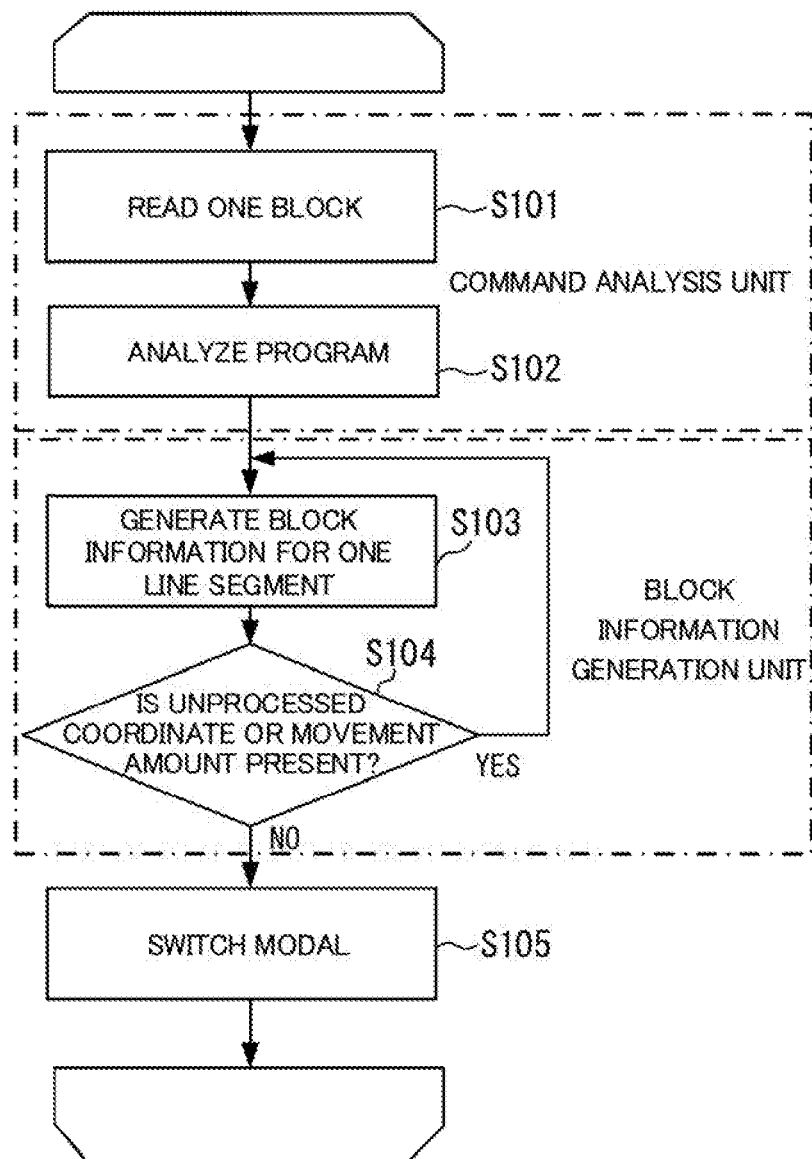 READ ONE BLOCK
S101
COMMAND ANALYSIS UNIT
ANALYZE PROGRAM
S102
GENERATE BLOCK
INFORMATION FOR ONE
LINE SEGMENT
S103
BLOCK
INFORMATION
GENERATION UNIT
S104
IS UNPROCESSED
COORDINATE OR MOVEMENT
AMOUNT PRESENT?
YES
NO
SWITCH MODAL
S105